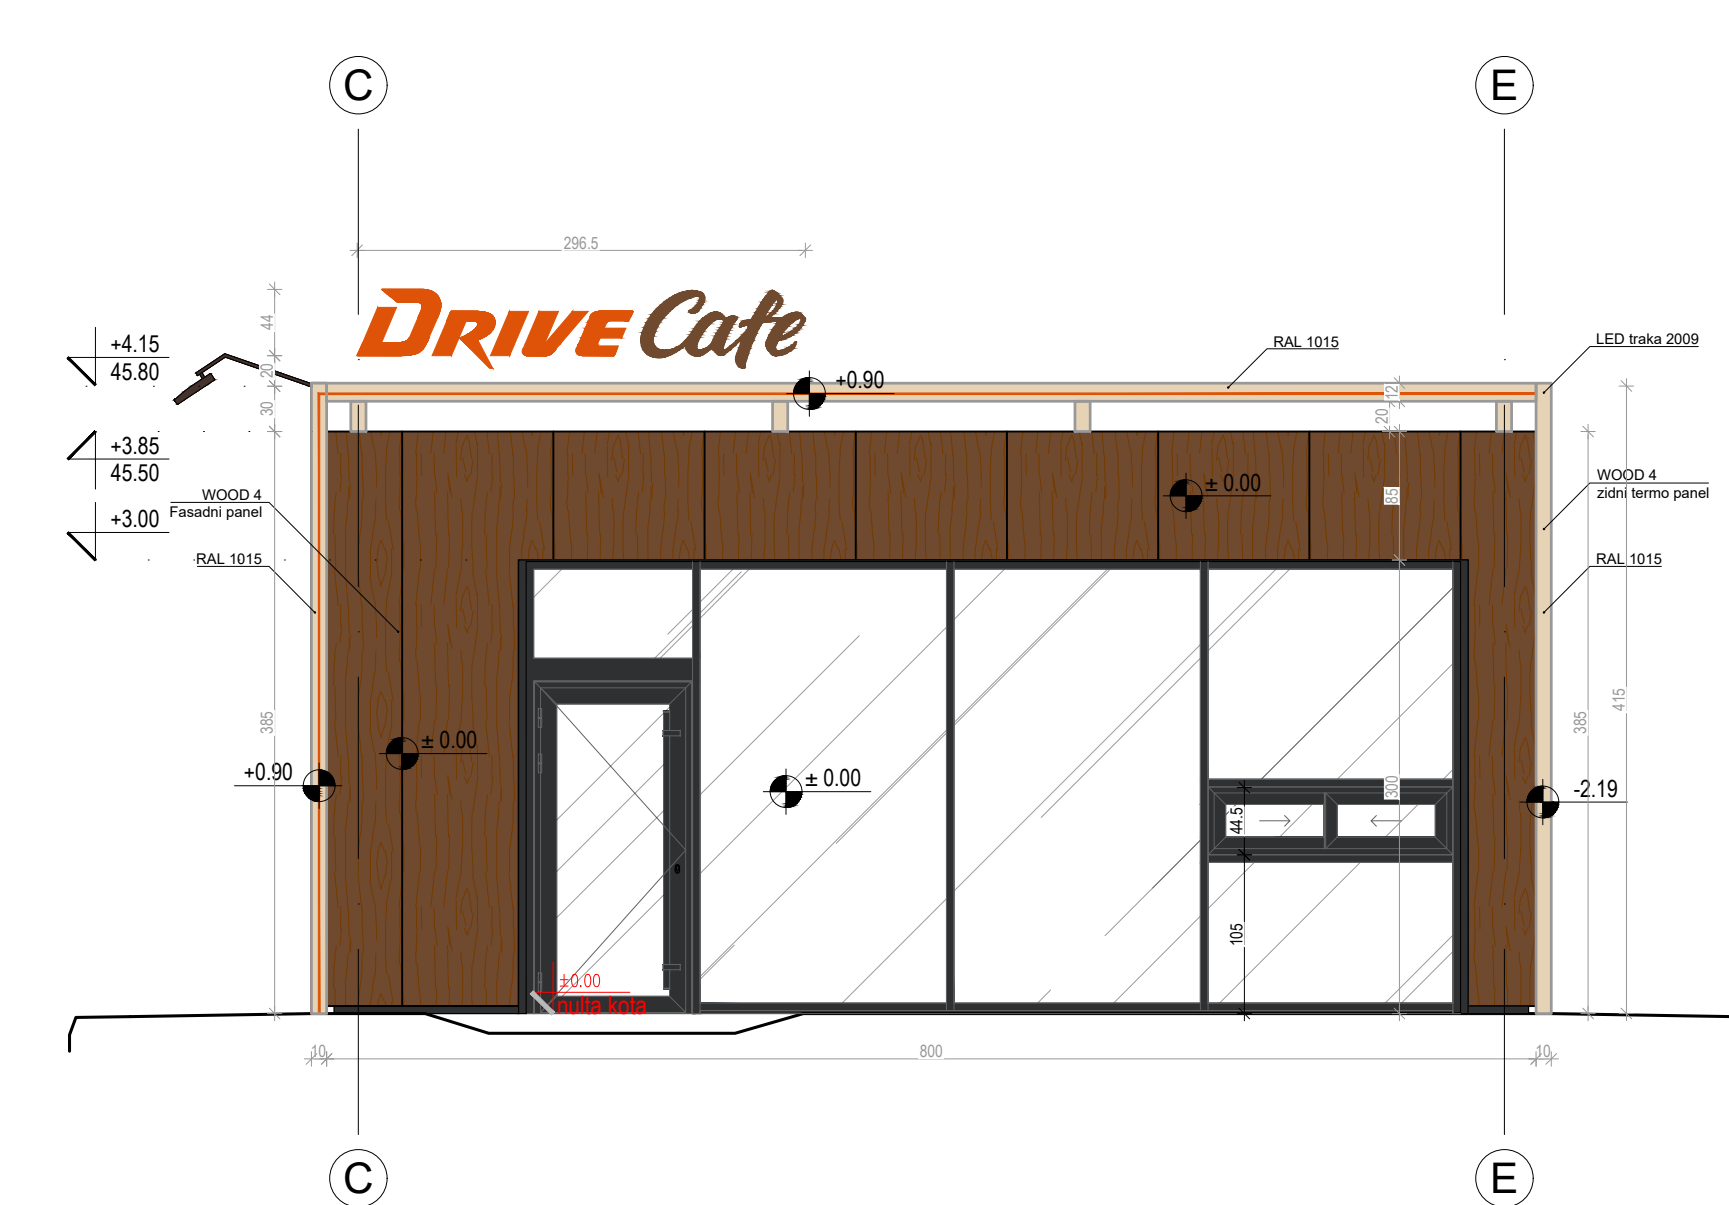 C
E
296.5
44
DRIVE Cafe
+4.15
45.80
20
RAL 1015
LED traka 2009
+0.90
12
30
20
+3.85
45.50
WOOD 4
Fasadni panel
± 0.00
85
WOOD 4
zidni termo panel
+3.00
RAL 1015
RAL 1015
385
415
385
± 0.00
+0.90
± 0.00
300
-2.19
44.5
105
±0.00
nulta kota
10
800
10
C
E